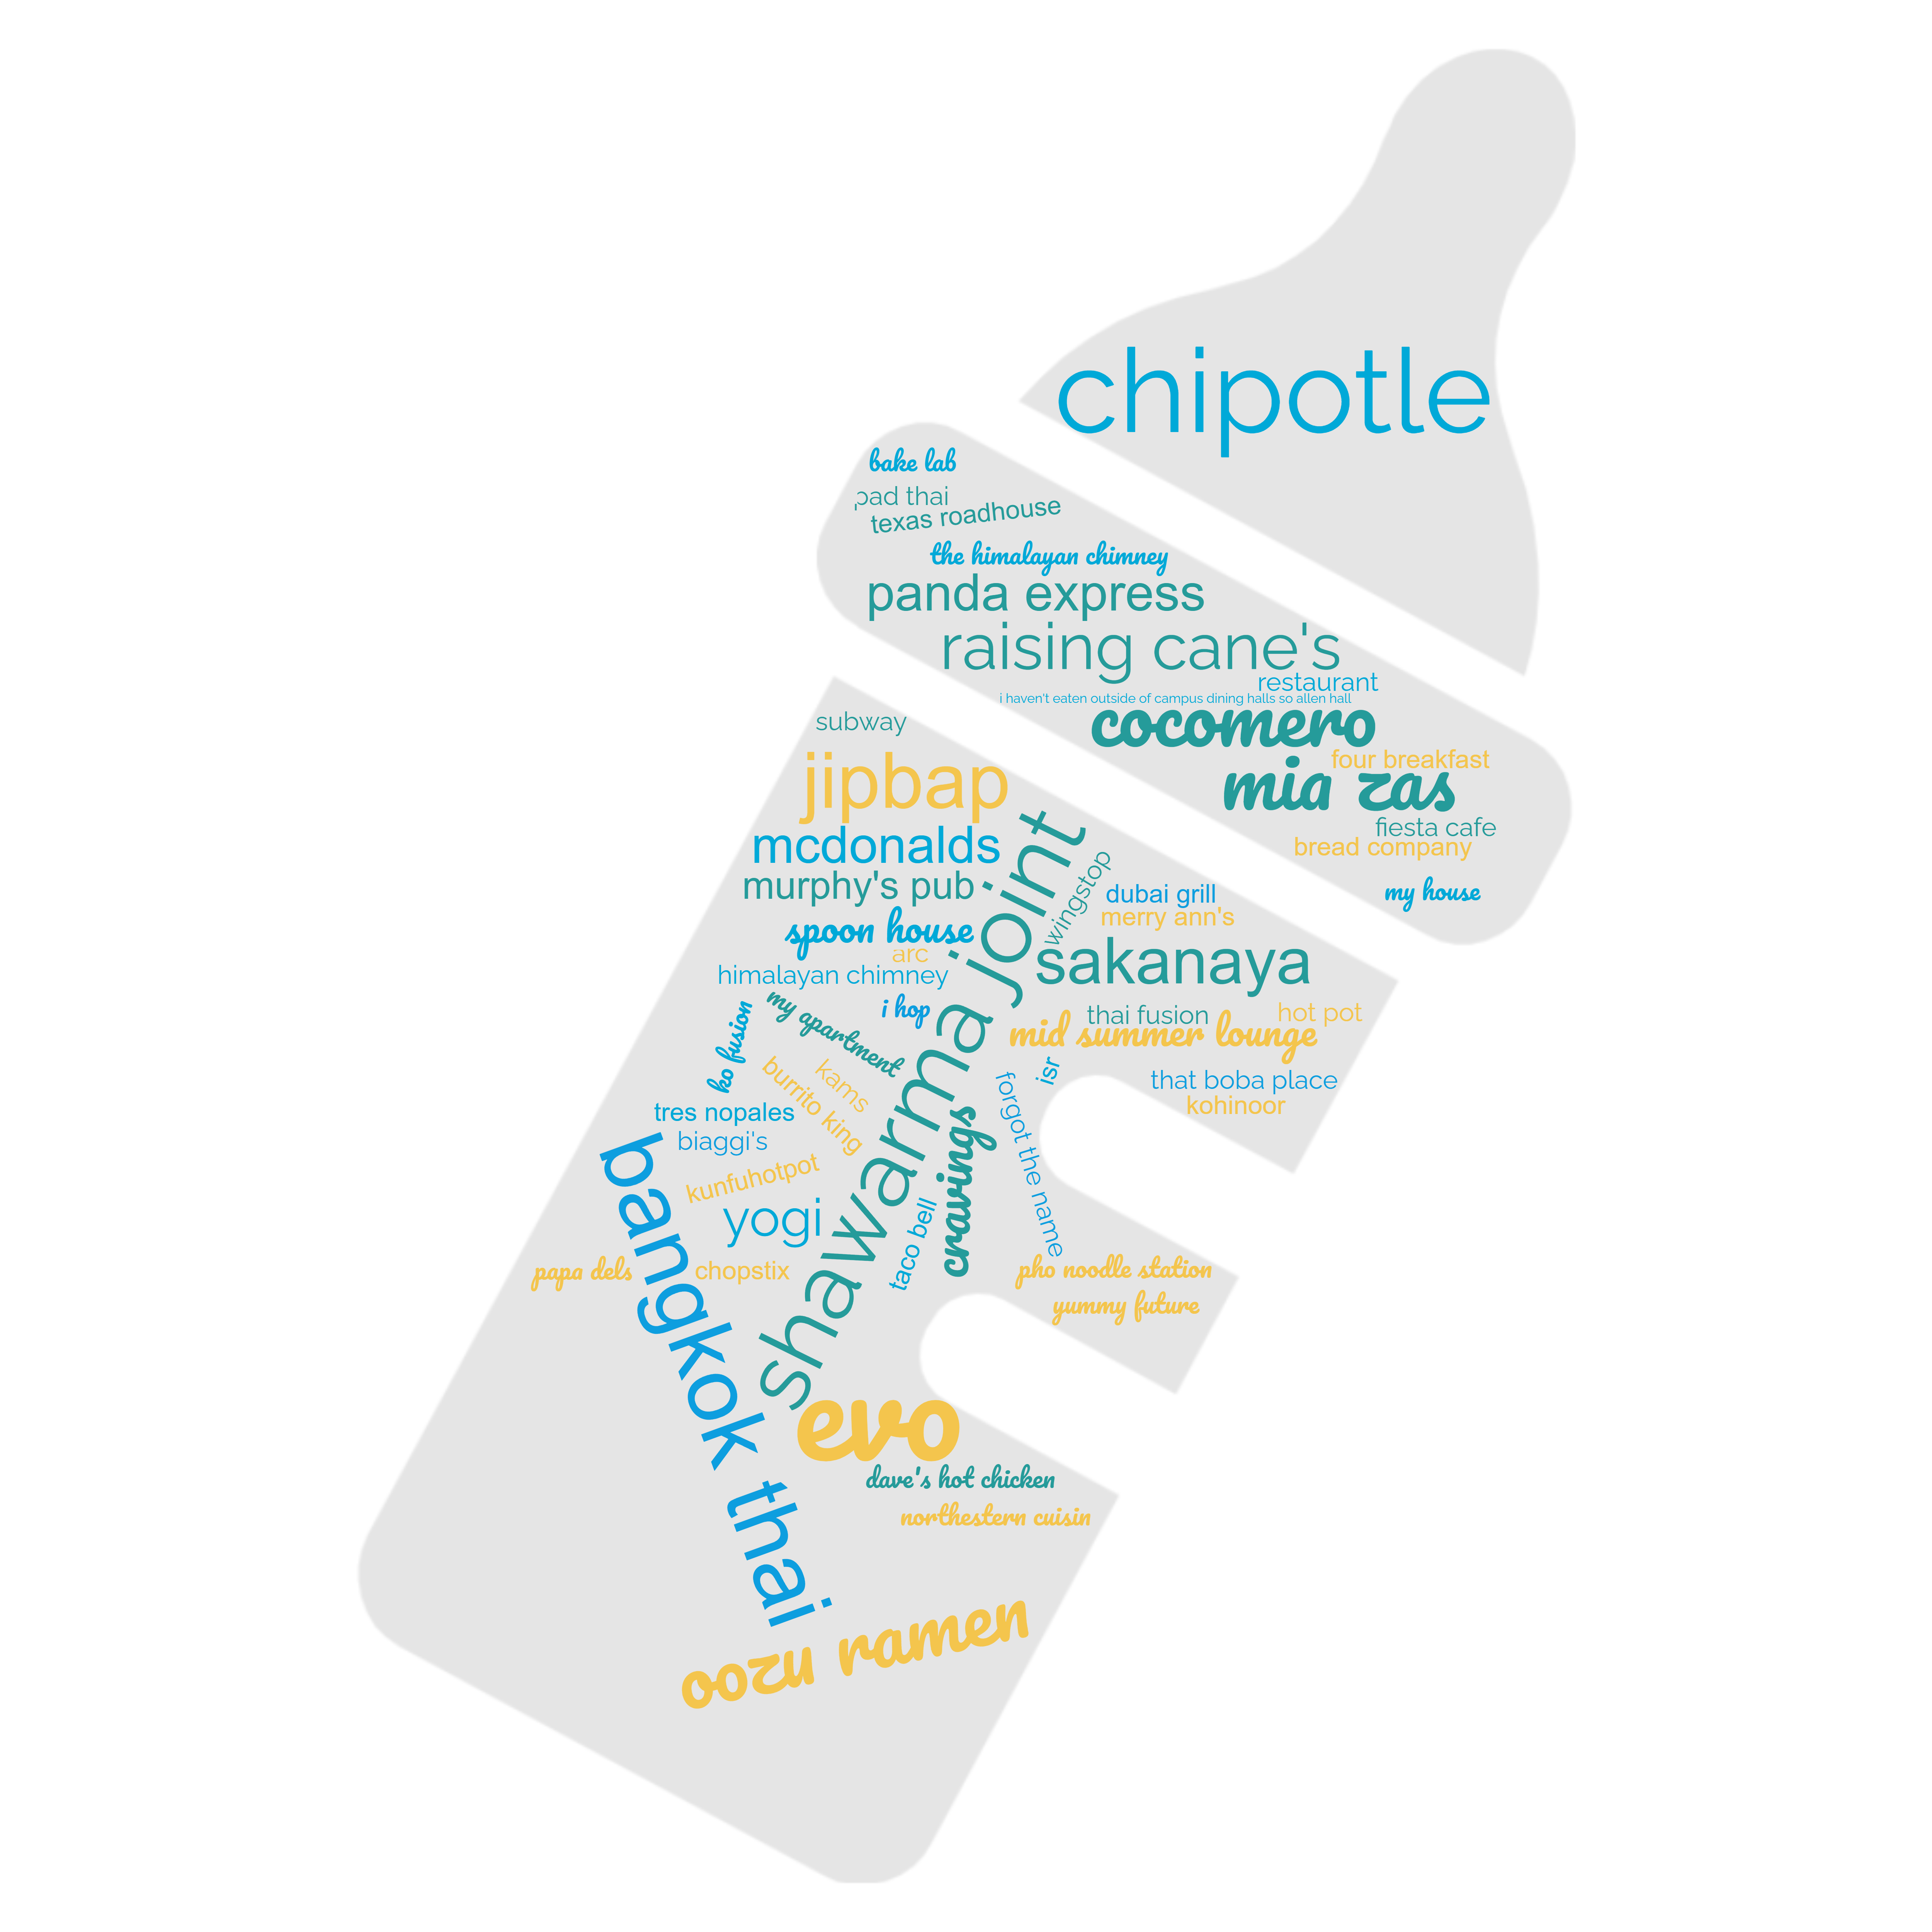 chipotle
bake lab
pad thai
texas roadhouse
the himalayan chimney
panda express
raising cane's
restaurant
i haven't eaten outside of campus dining halls so allen hall
cocomero
four breakfast
mia zas
fiesta cafe
bread company
my house
subway
jipbap
mcdonalds
murphy's pub
spoon house
arc
himalayan chimney
i hop
my apartment
ko fusion
kams
burrito king
tres nopales
biaggi's
kunfuhotpot
yogi
papa dels
chopstix
bangkok thai
shawarma joint
wingstop
dubai grill
merry ann's
sakanaya
thai fusion
hot pot
mid summer lounge
isr
that boba place
kohinoor
forgot the name
cravings
taco bell
pho noodle station
yummy future
evo
dave's hot chicken
northestern cuisin
oozu ramen